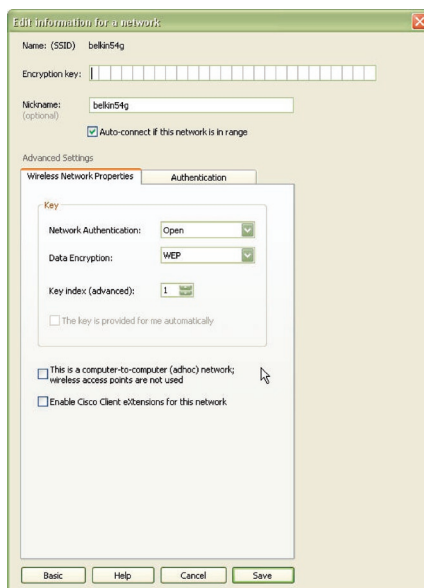 Edit information for a network
Name: (SSID) belkin54g
Encryption key:
Nickname: belkin54g
(optional)
Auto-connect if this network is in range
Advanced Settings
Wireless Network Properties Authentication
Key
Network Authentication: Open
Data Encryption: WEP
Key index (advanced): 1
The key is provided for me automatically
This is a computer-to-computer (adhoc) network;
wireless access points are not used
Enable Cisco Client eXtensions for this network
Basic Help Cancel Save